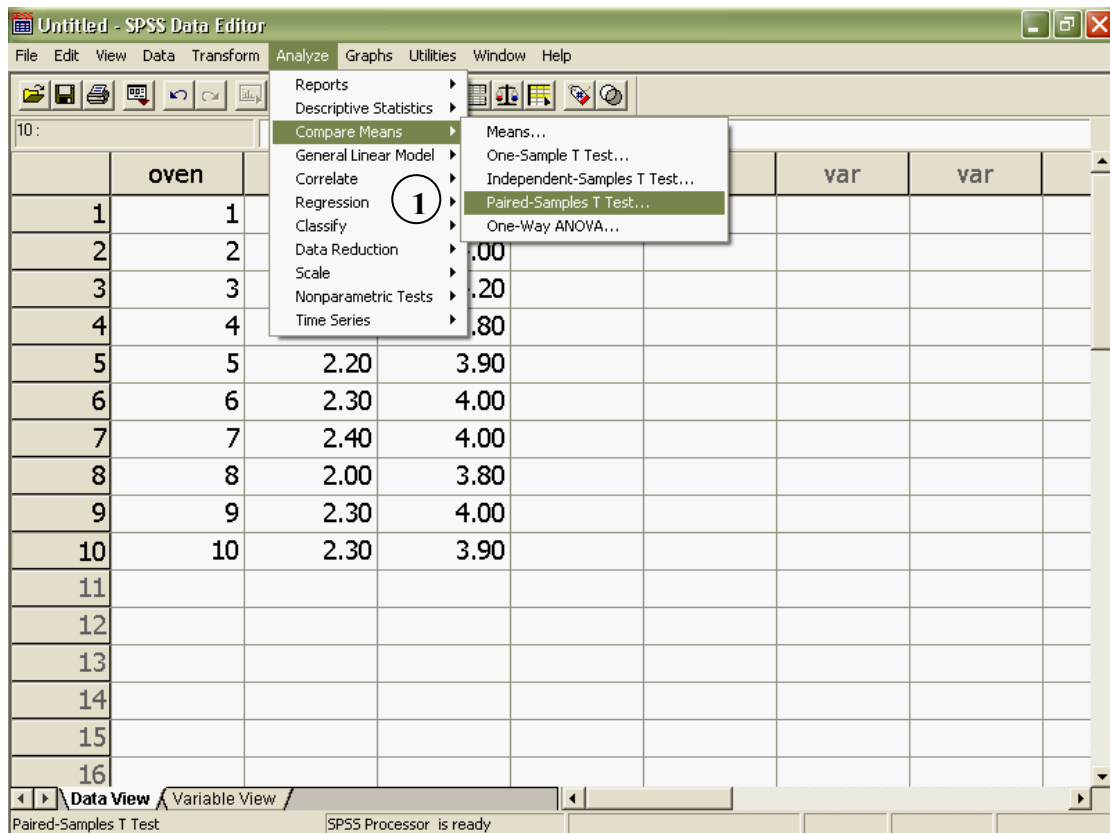 Untitled - SPSS Data Editor
File Edit View Data Transform Analyze Graphs Utilities Window Help
10 :
Reports
Descriptive Statistics
Compare Means
General Linear Model
Correlate
Regression
Classify
Data Reduction
Scale
Nonparametric Tests
Time Series
1
Means...
One-Sample T Test...
Independent-Samples T Test...
Paired-Samples T Test...
One-Way ANOVA...
oven var var
1 1
2 2 .00
3 3 .20
4 4 .80
5 5 2.20 3.90
6 6 2.30 4.00
7 7 2.40 4.00
8 8 2.00 3.80
9 9 2.30 4.00
10 10 2.30 3.90
11
12
13
14
15
16
Data View Variable View
Paired-Samples T Test SPSS Processor is ready